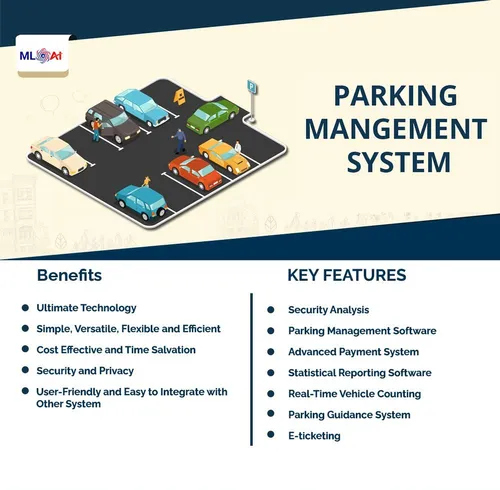 ML AI
P
PARKING
MANGEMENT
SYSTEM
Benefits
Ultimate Technology
Simple, Versatile, Flexible and Efficient
Cost Effective and Time Salvation
Security and Privacy
User-Friendly and Easy to Integrate with
Other System
KEY FEATURES
Security Analysis
Parking Management Software
Advanced Payment System
Statistical Reporting Software
Real-Time Vehicle Counting
Parking Guidance System
E-ticketing